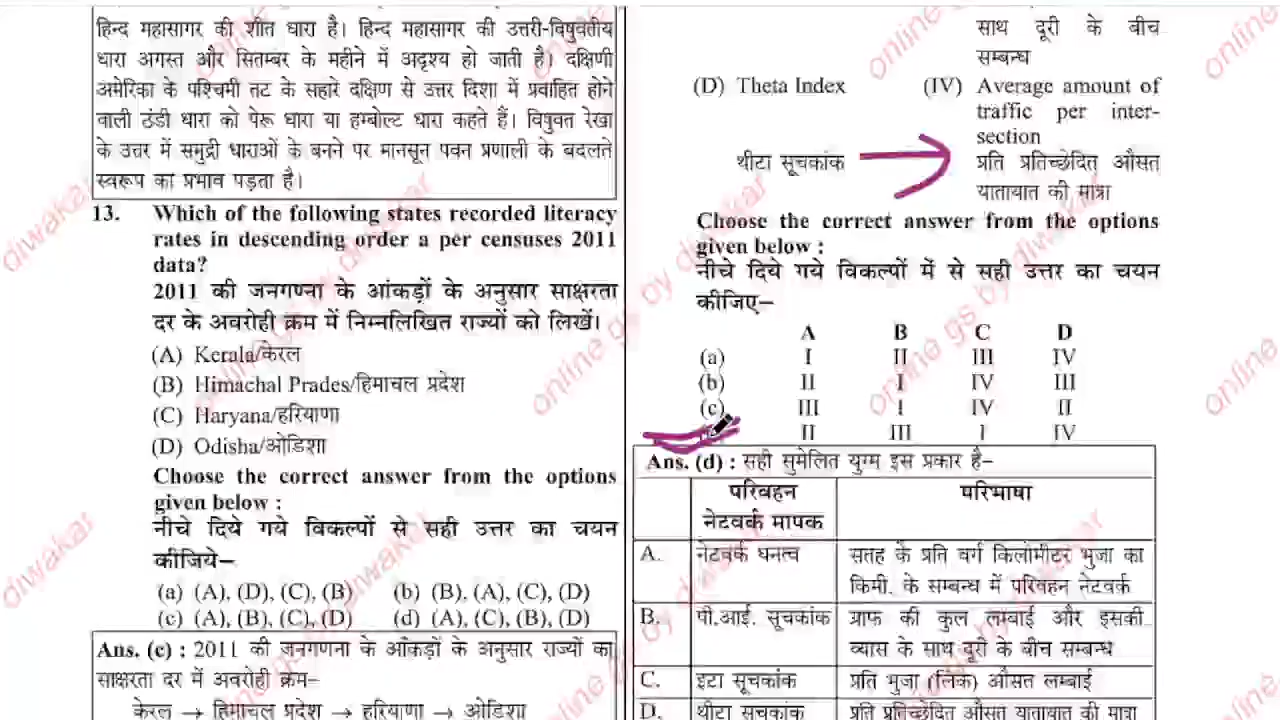 हिन्द महासागर की शीत धारा है। हिन्द महासागर की उत्तरी-विषुवतीय
धारा अगस्त और सितम्बर के महीने में अदृश्य हो जाती है। दक्षिणी
अमेरिका के पश्चिमी तट के सहारे दक्षिण से उत्तर दिशा में प्रवाहित होने
वाली ठंडी धारा को पेरू धारा या हम्बोल्ट धारा कहते हैं। विषुवत रेखा
के उत्तर में समुद्री धाराओं के बनने पर मानसून पवन प्रणाली के बदलते
स्वरूप का प्रभाव पड़ता है।
13. Which of the following states recorded literacy
rates in descending order a per censuses 2011
data?
2011 की जनगणना के आंकड़ों के अनुसार साक्षरता
दर के अवरोही क्रम में निम्नलिखित राज्यों को लिखें।
(A) Kerala/केरल
(B) Himachal Prades/हिमाचल प्रदेश
(C) Haryana/हरियाणा
(D) Odisha/ओडिशा
Choose the correct answer from the options
given below :
नीचे दिये गये विकल्पों से सही उत्तर का चयन
कीजिये–
(a) (A), (D), (C), (B) (b) (B), (A), (C), (D)
(c) (A), (B), (C), (D) (d) (A), (C), (B), (D)
Ans. (c) : 2011 की जनगणना के आँकड़ों के अनुसार राज्यों का
साक्षरता दर में अवरोही क्रम–
केरल → हिमाचल प्रदेश → हरियाणा → ओडिशा
साथ दूरी के बीच
सम्बन्ध
(D) Theta Index (IV) Average amount of
traffic per inter-
section
थीटा सूचकांक प्रति प्रतिच्छेदित औसत
यातायात की मात्रा
Choose the correct answer from the options
given below :
नीचे दिये गये विकल्पों में से सही उत्तर का चयन
कीजिए–
A B C D
(a) I II III IV
(b) II I IV III
(c) III I IV II
II III I IV
Ans. (d) : सही सुमेलित युग्म इस प्रकार है–
परिवहन परिभाषा
नेटवर्क मापक
A. नेटवर्क घनत्व सतह के प्रति वर्ग किलोमीटर भुजा का
किमी. के सम्बन्ध में परिवहन नेटवर्क
B. पी.आई. सूचकांक ग्राफ की कुल लम्बाई और इसकी
व्यास के साथ दूरी के बीच सम्बन्ध
C. इटा सूचकांक प्रति भुजा (लिंक) औसत लम्बाई
D. थीटा सूचकांक प्रति प्रतिच्छेदित औसत यातायात की मात्रा
online gs by diwakar